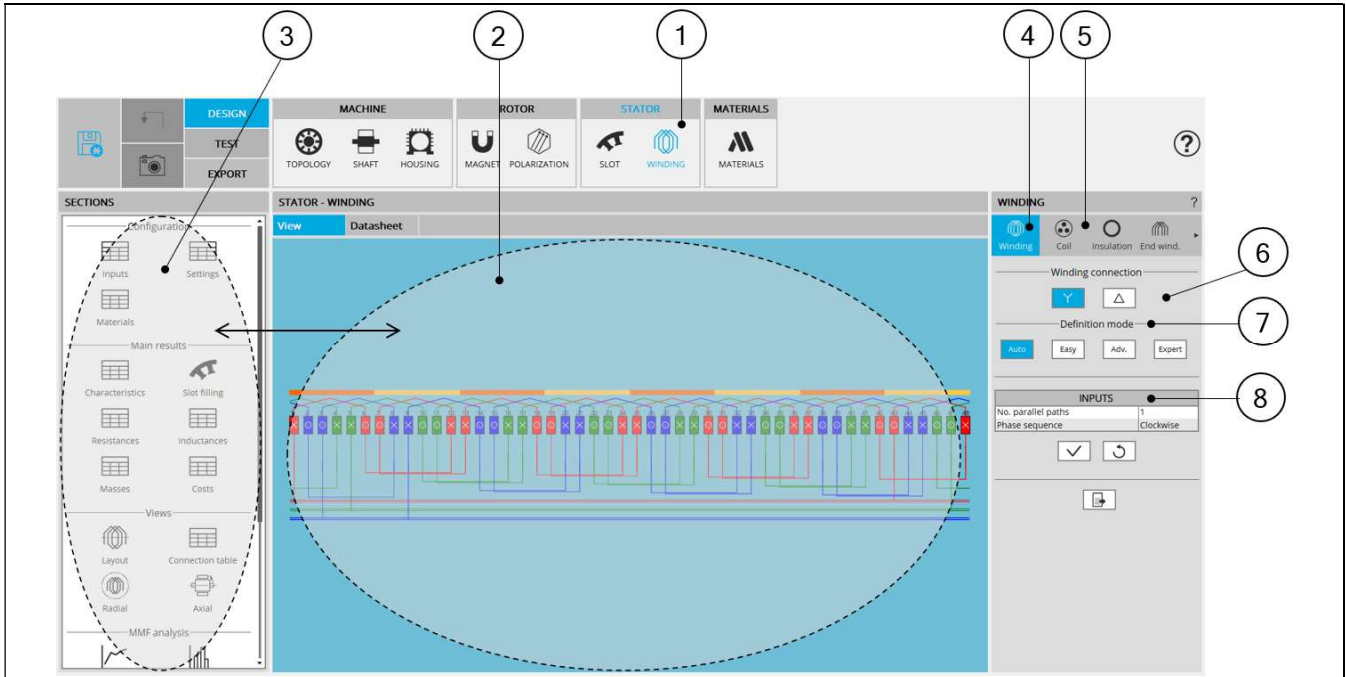 3
2
1
4
5
DESIGN
TEST
EXPORT
MACHINE
TOPOLOGY
SHAFT
HOUSING
ROTOR
MAGNET
POLARIZATION
STATOR
SLOT
WINDING
MATERIALS
MATERIALS
?
SECTIONS
Configuration
Inputs
Settings
Materials
Main results
Characteristics
Slot filling
Resistances
Inductances
Masses
Costs
Views
Layout
Connection table
Radial
Axial
MMF analysis
STATOR - WINDING
View
Datasheet
WINDING
?
Winding
Coil
Insulation
End wind.
6
Winding connection
7
Definition mode
Auto
Easy
Adv.
Expert
8
INPUTS
No. parallel paths
1
Phase sequence
Clockwise